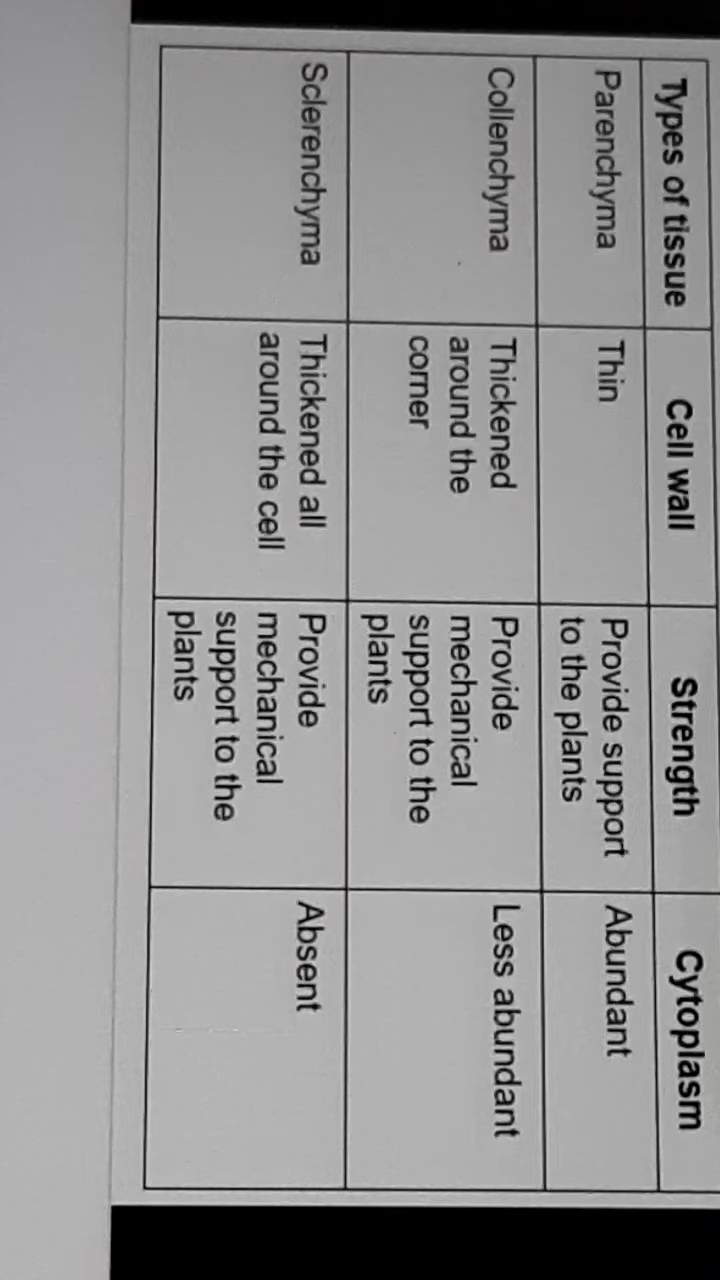 Types of tissue
Cell wall
Strength
Cytoplasm
Parenchyma
Thin
Provide support
to the plants
Abundant
Collenchyma
Thickened
around the
corner
Provide
mechanical
support to the
plants
Less abundant
Sclerenchyma
Thickened all
around the cell
Provide
mechanical
support to the
plants
Absent